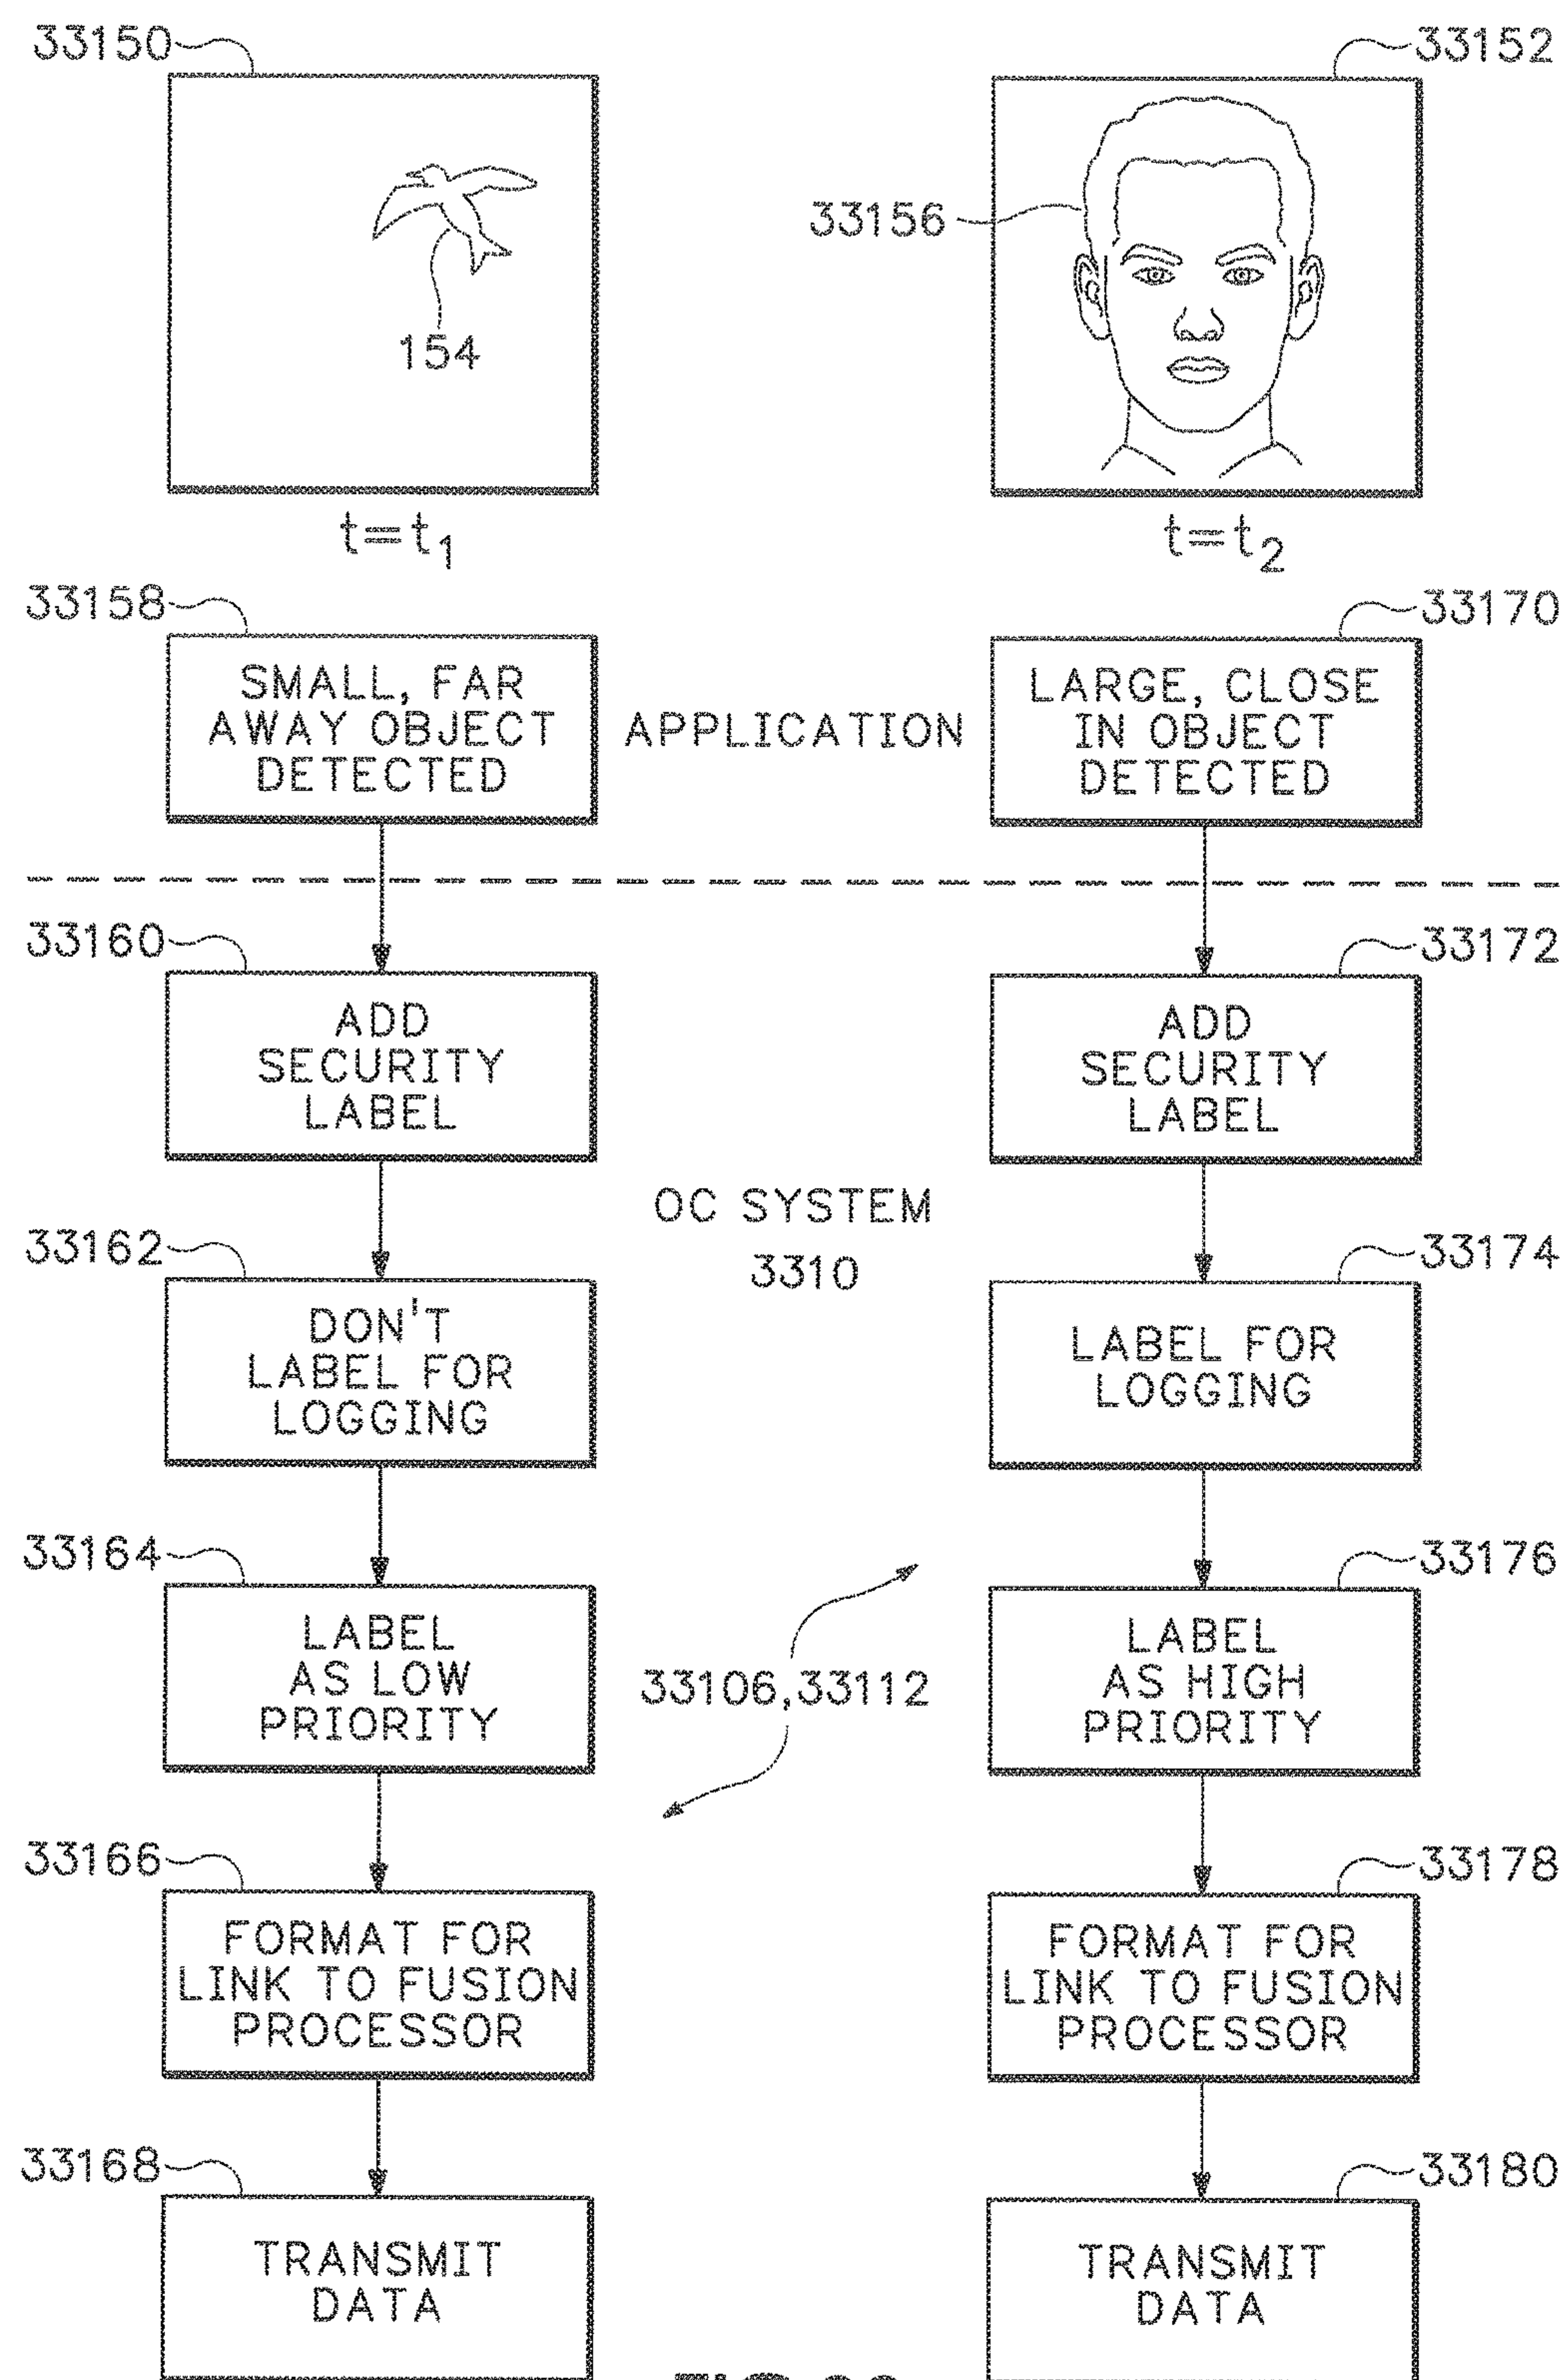 33150
33152
33156
154
t=t1
t=t2
33158
33170
SMALL, FAR
AWAY OBJECT
DETECTED
APPLICATION
LARGE, CLOSE
IN OBJECT
DETECTED
33160
33172
ADD
SECURITY
LABEL
ADD
SECURITY
LABEL
OC SYSTEM
3310
33162
33174
DON'T
LABEL FOR
LOGGING
LABEL FOR
LOGGING
33164
33176
LABEL
AS LOW
PRIORITY
33106,33112
LABEL
AS HIGH
PRIORITY
33166
33178
FORMAT FOR
LINK TO FUSION
PROCESSOR
FORMAT FOR
LINK TO FUSION
PROCESSOR
33168
33180
TRANSMIT
DATA
TRANSMIT
DATA